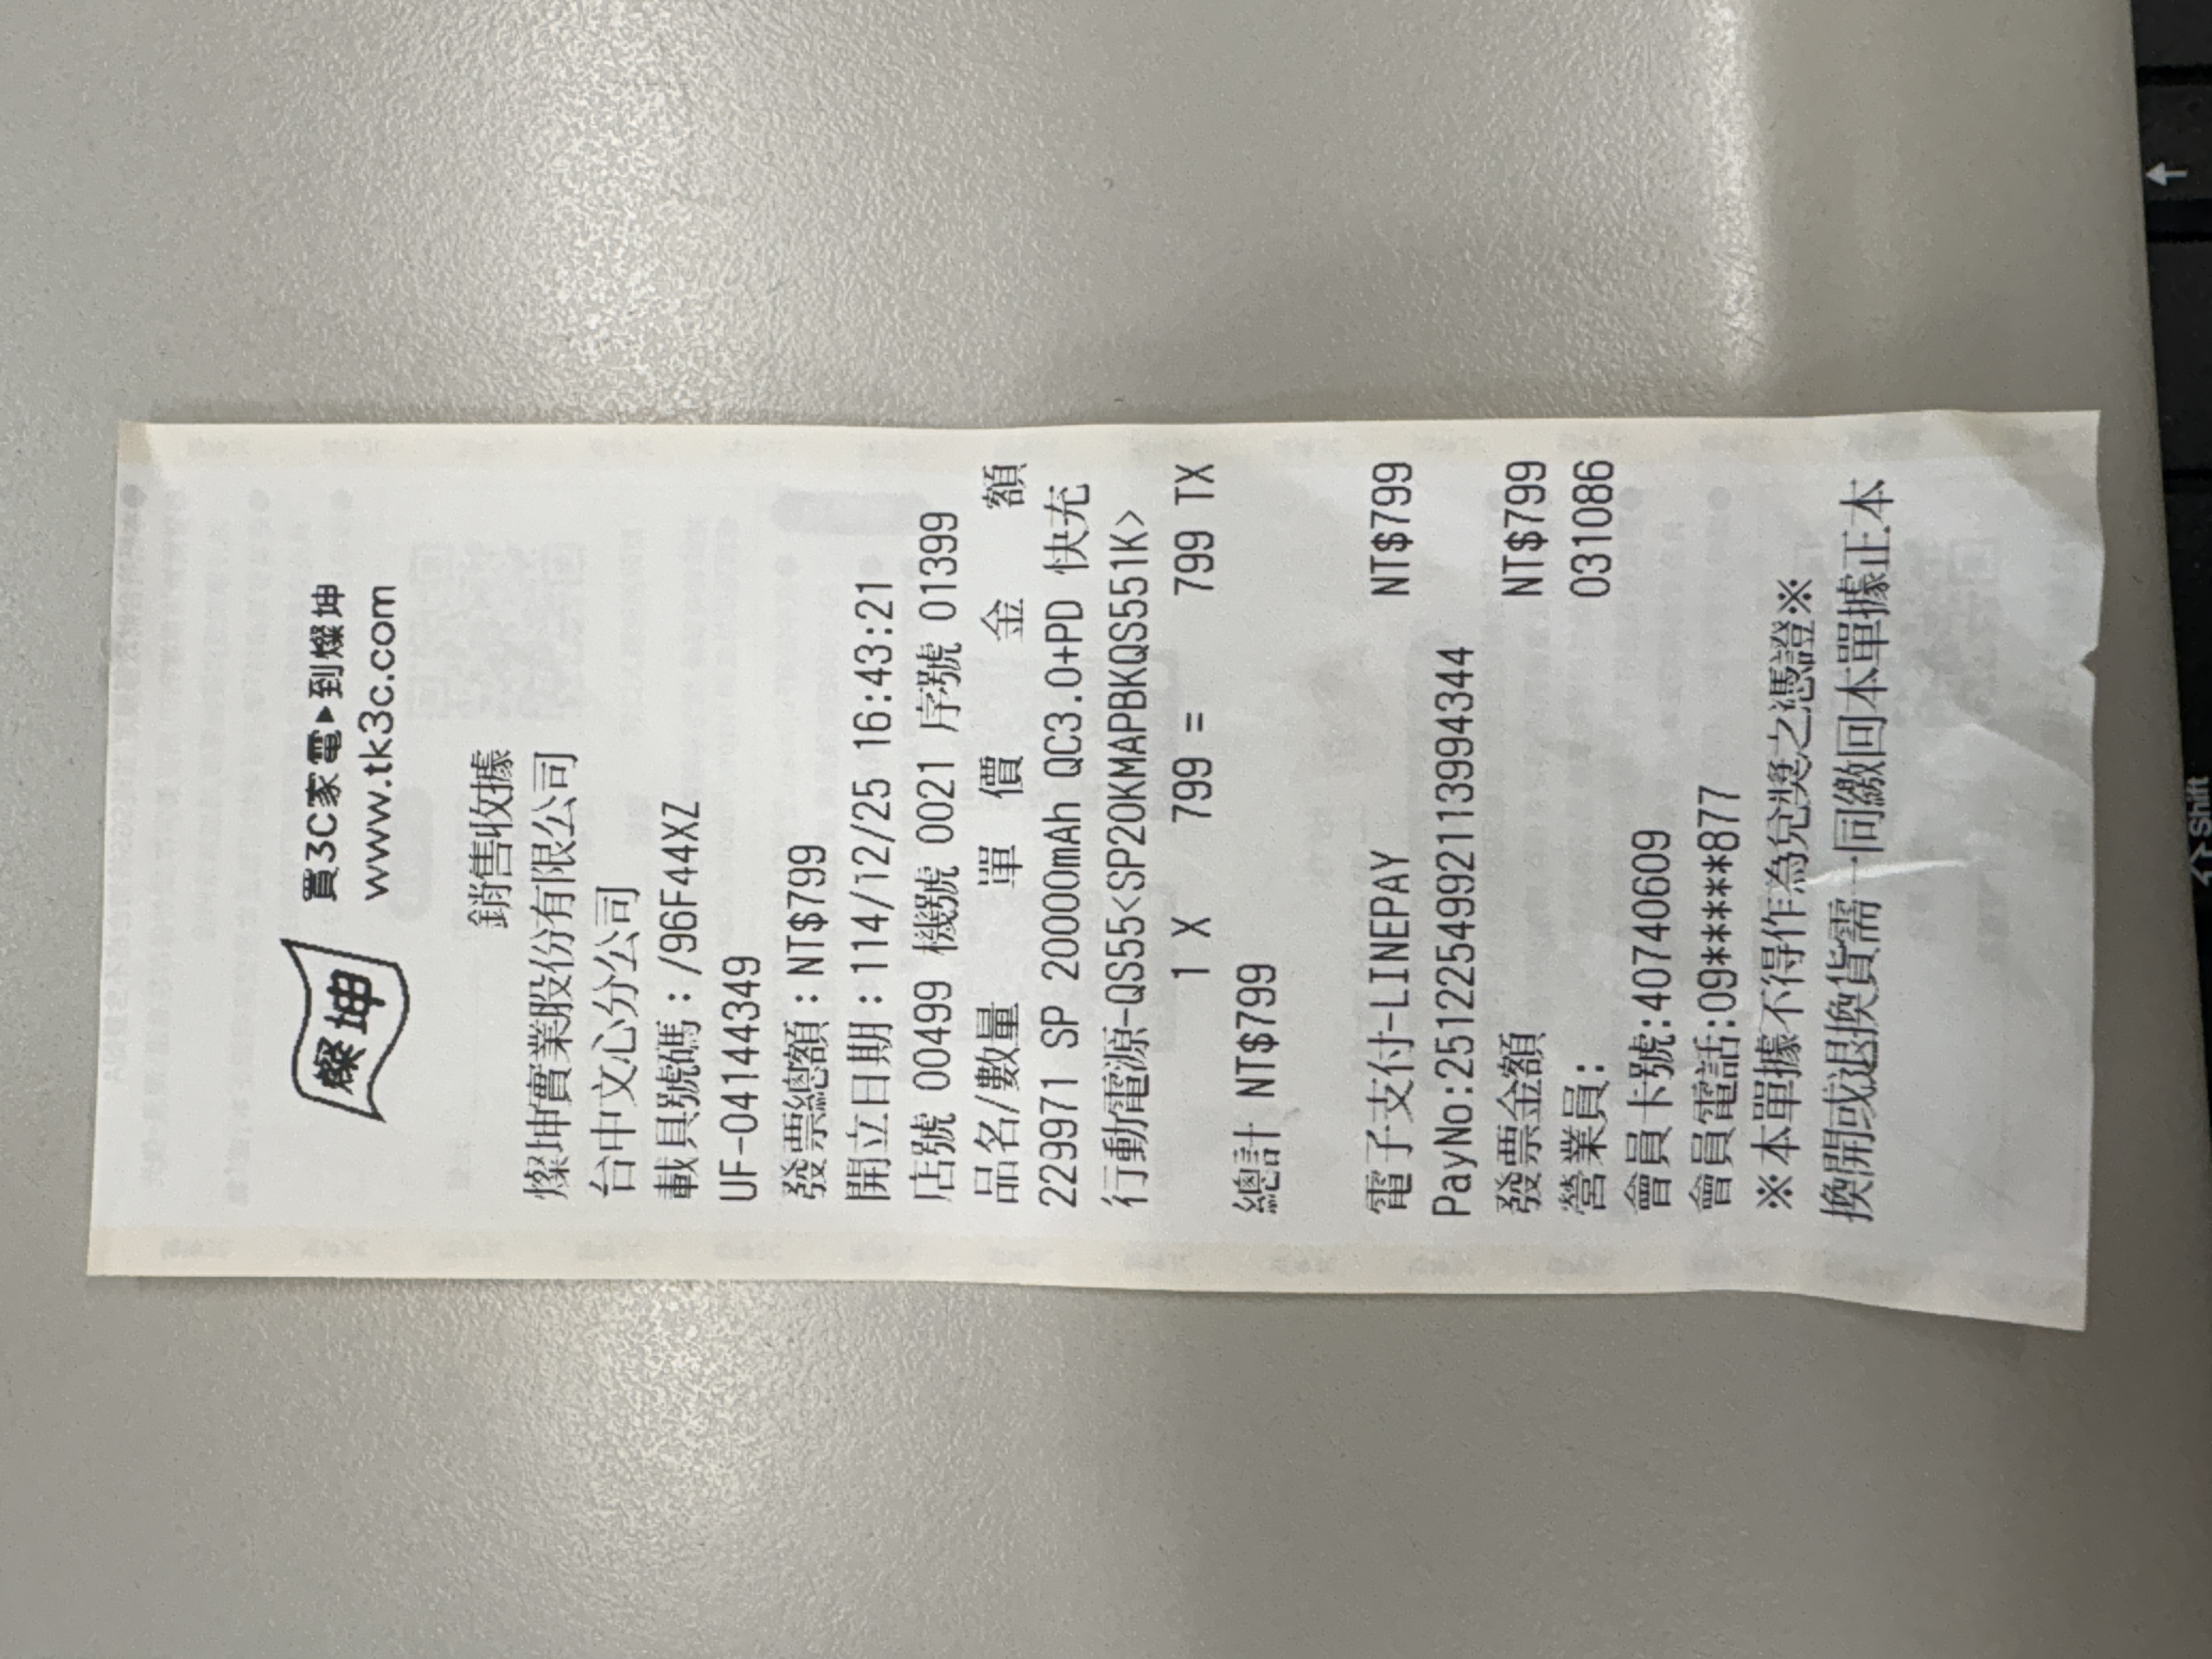 燦坤
買3C家電▶到燦坤
www.tk3c.com
銷售收據
燦坤實業股份有限公司
台中文心分公司
載具號碼：/96F44XZ
UF-04144349
發票總額：NT$799
開立日期：114/12/25 16:43:21
店號 00499 機號 0021 序號 01399
品名/數量 單 價 金 額
229971 SP 20000mAh QC3.0+PD 快充
行動電源-QS55<SP20KMAPBKQS551K>
1 X 799 = 799 TX
總計 NT$799
電子支付-LINEPAY NT$799
PayNo:2512254992113994344
發票金額 NT$799
營業員: 031086
會員卡號:40740609
會員電話:09*****877
※本單據不得作為兌獎之憑證※
換開或退換貨需一同繳回本單據正本
Shift